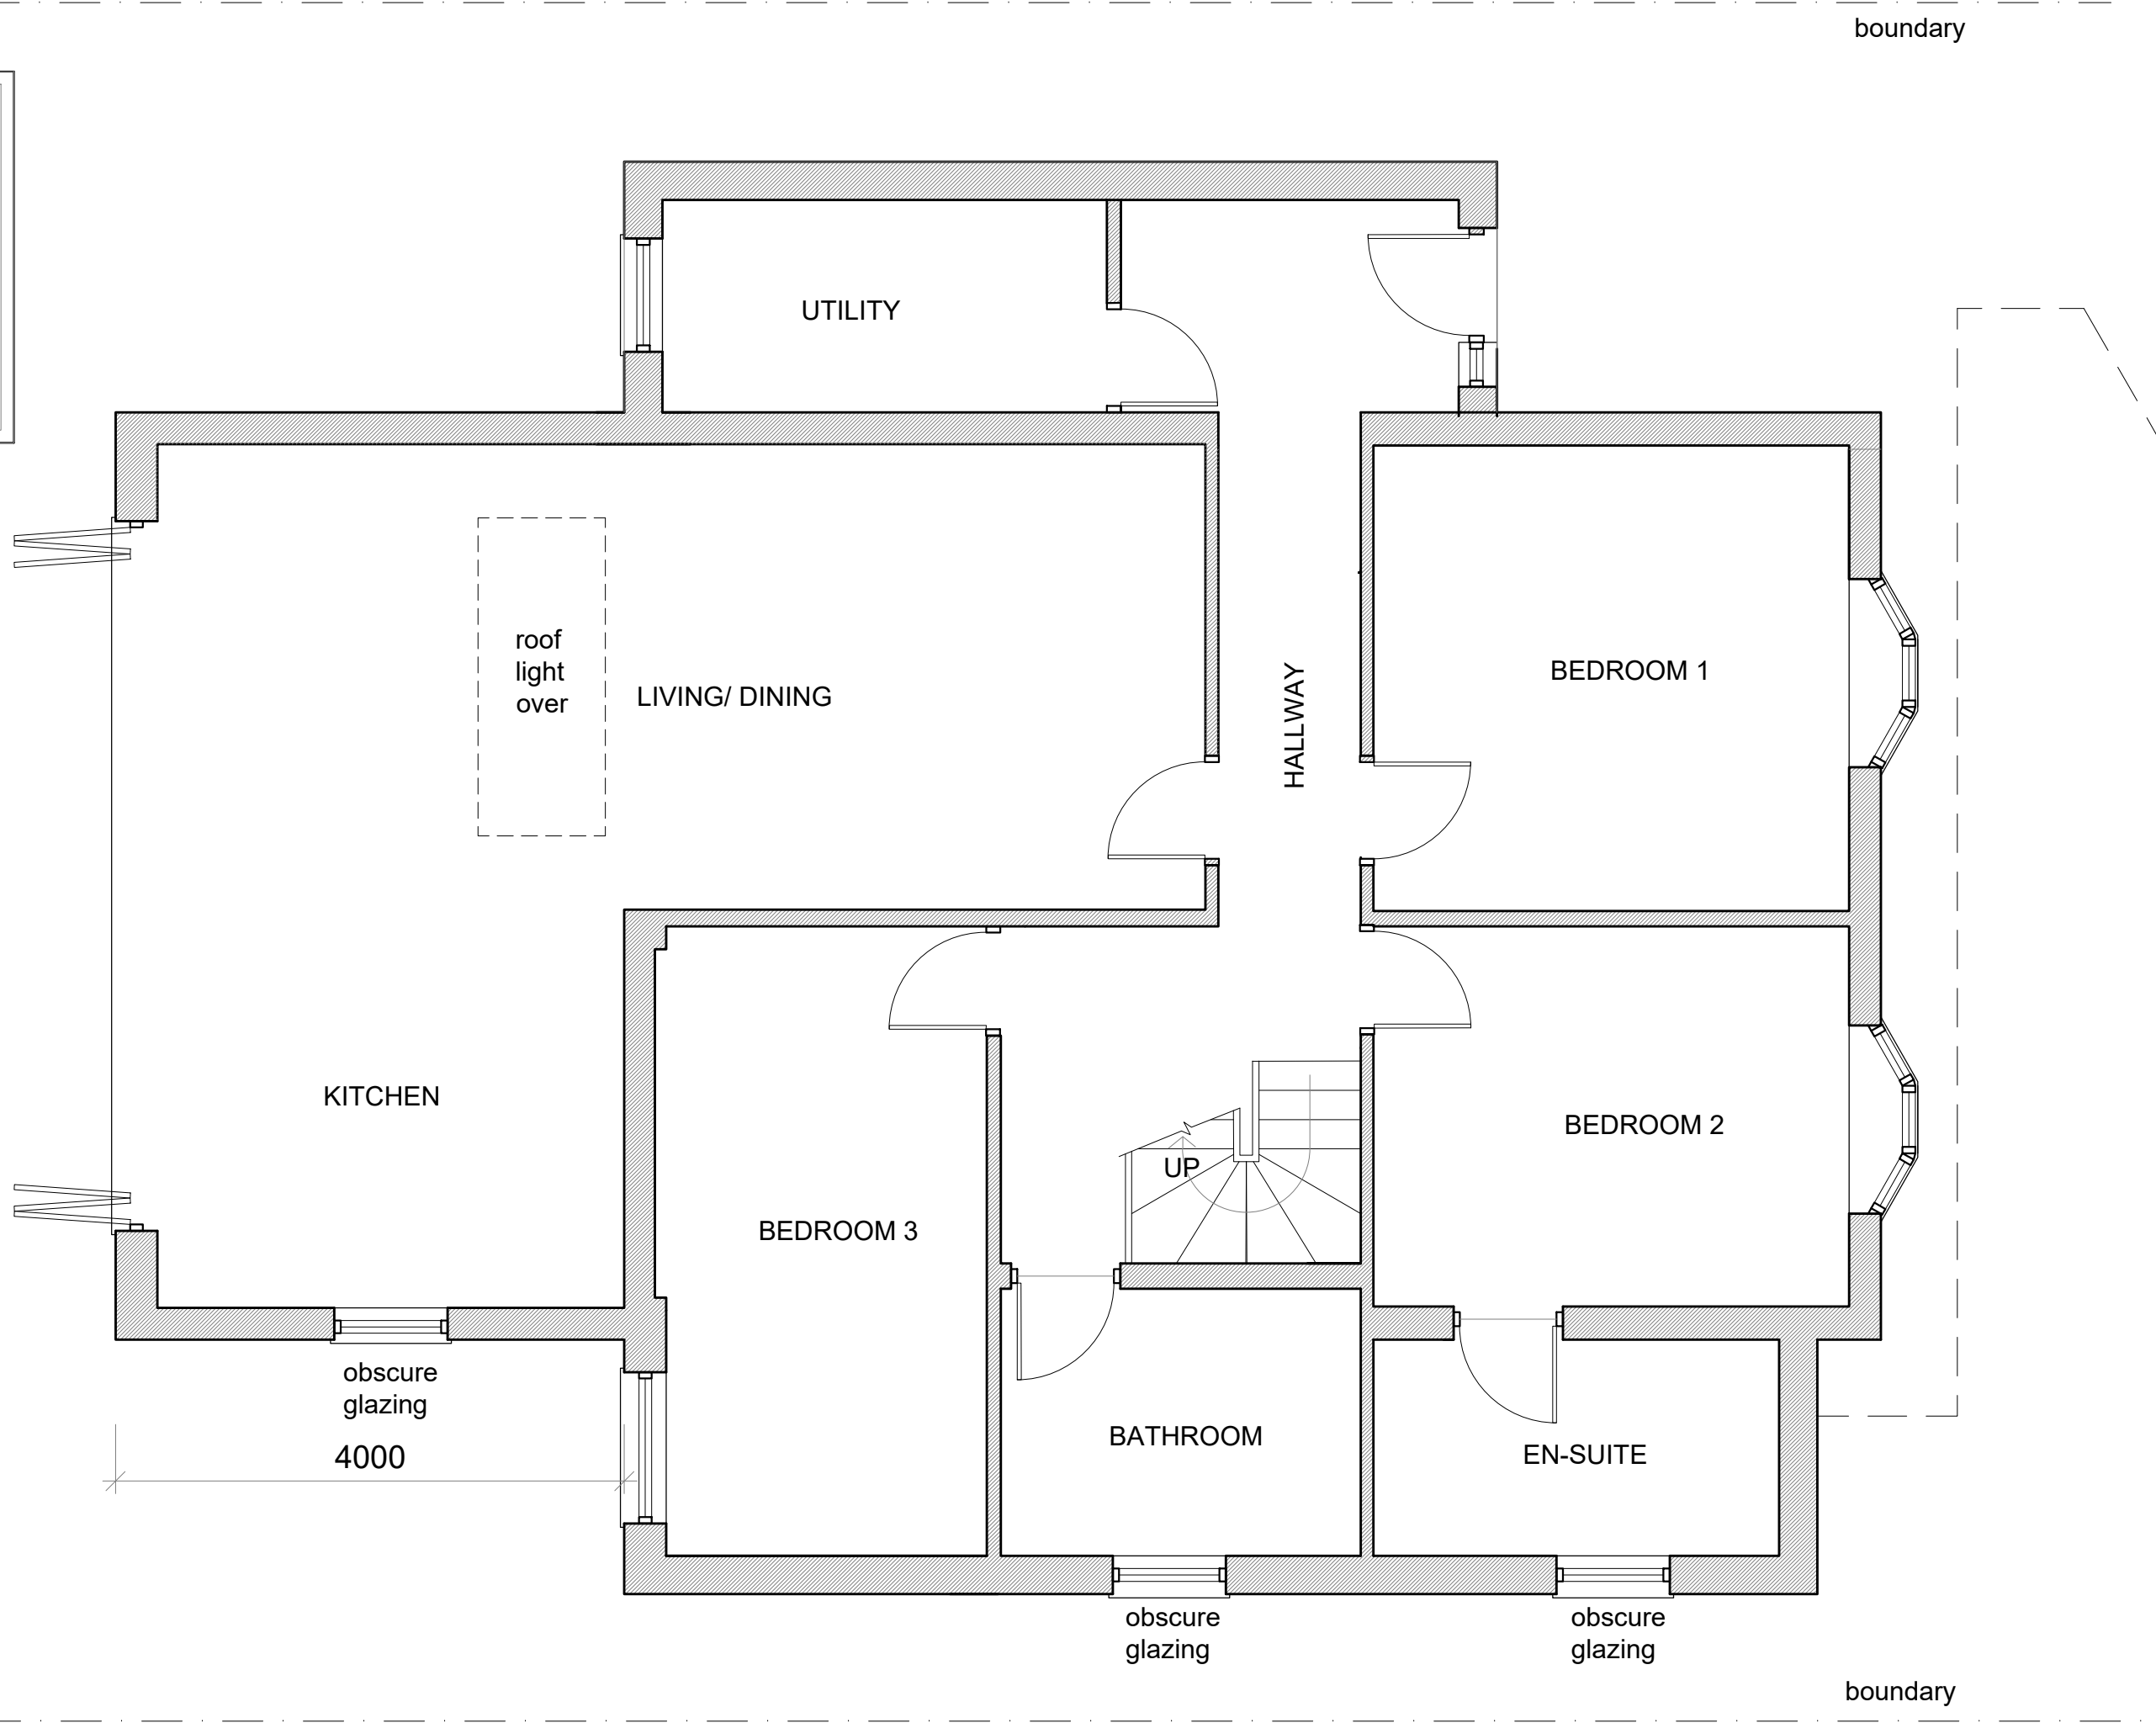 boundary
UTILITY
roof
light
over
LIVING/ DINING
HALLWAY
BEDROOM 1
KITCHEN
UP
BEDROOM 2
BEDROOM 3
obscure
glazing
4000
BATHROOM
EN-SUITE
obscure
glazing
obscure
glazing
boundary